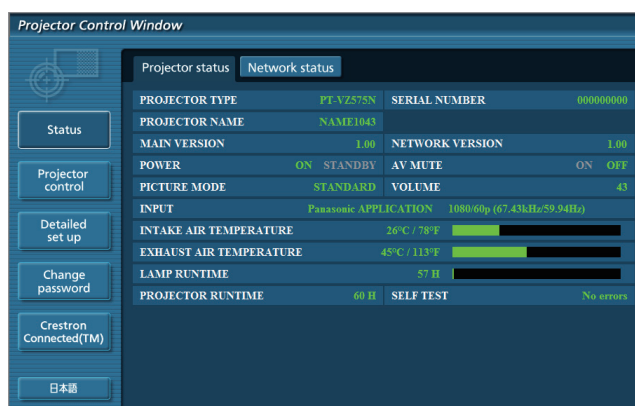 Projector Control Window
Projector status Network status
Status
Projector
control
Detailed
set up
Change
password
Crestron
Connected(TM)
日本語
PROJECTOR TYPE PT-VZ575N SERIAL NUMBER 000000000
PROJECTOR NAME NAME1043
MAIN VERSION 1.00 NETWORK VERSION 1.00
POWER ON STANDBY AV MUTE ON OFF
PICTURE MODE STANDARD VOLUME 43
INPUT Panasonic APPLICATION 1080/60p (67.43kHz/59.94Hz)
INTAKE AIR TEMPERATURE 26°C / 78°F
EXHAUST AIR TEMPERATURE 45°C / 113°F
LAMP RUNTIME 57 H
PROJECTOR RUNTIME 60 H SELF TEST No errors